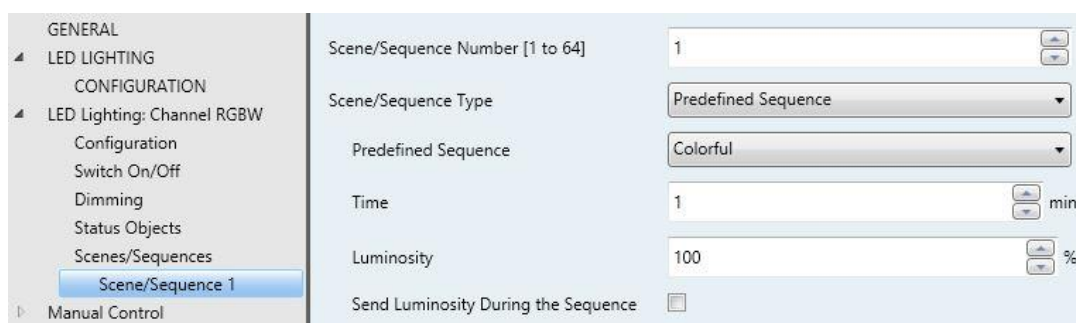 GENERAL
LED LIGHTING
CONFIGURATION
LED Lighting: Channel RGBW
Configuration
Switch On/Off
Dimming
Status Objects
Scenes/Sequences
Scene/Sequence 1
Manual Control
Scene/Sequence Number [1 to 64] 1
Scene/Sequence Type Predefined Sequence
Predefined Sequence Colorful
Time 1 min
Luminosity 100 %
Send Luminosity During the Sequence